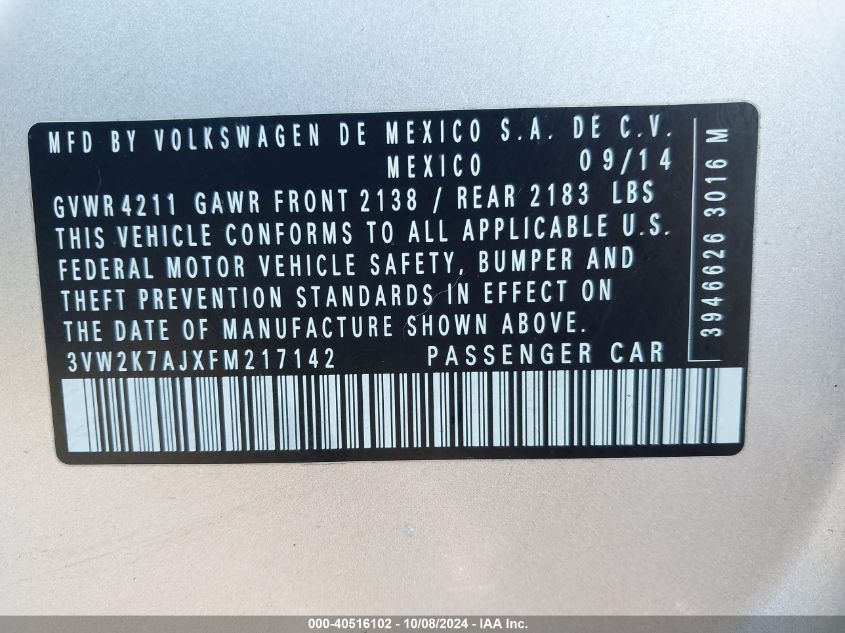 MFD BY VOLKSWAGEN DE MEXICO S.A. DE C.V.
MEXICO 09/14
GVWR 4211 GAWR FRONT 2138 / REAR 2183 LBS
THIS VEHICLE CONFORMS TO ALL APPLICABLE U.S.
FEDERAL MOTOR VEHICLE SAFETY, BUMPER AND
THEFT PREVENTION STANDARDS IN EFFECT ON
THE DATE OF MANUFACTURE SHOWN ABOVE.
3VW2K7AJXFM217142 PASSENGER CAR
3946626 3016 M
000-40516102 - 10/08/2024 - IAA Inc.